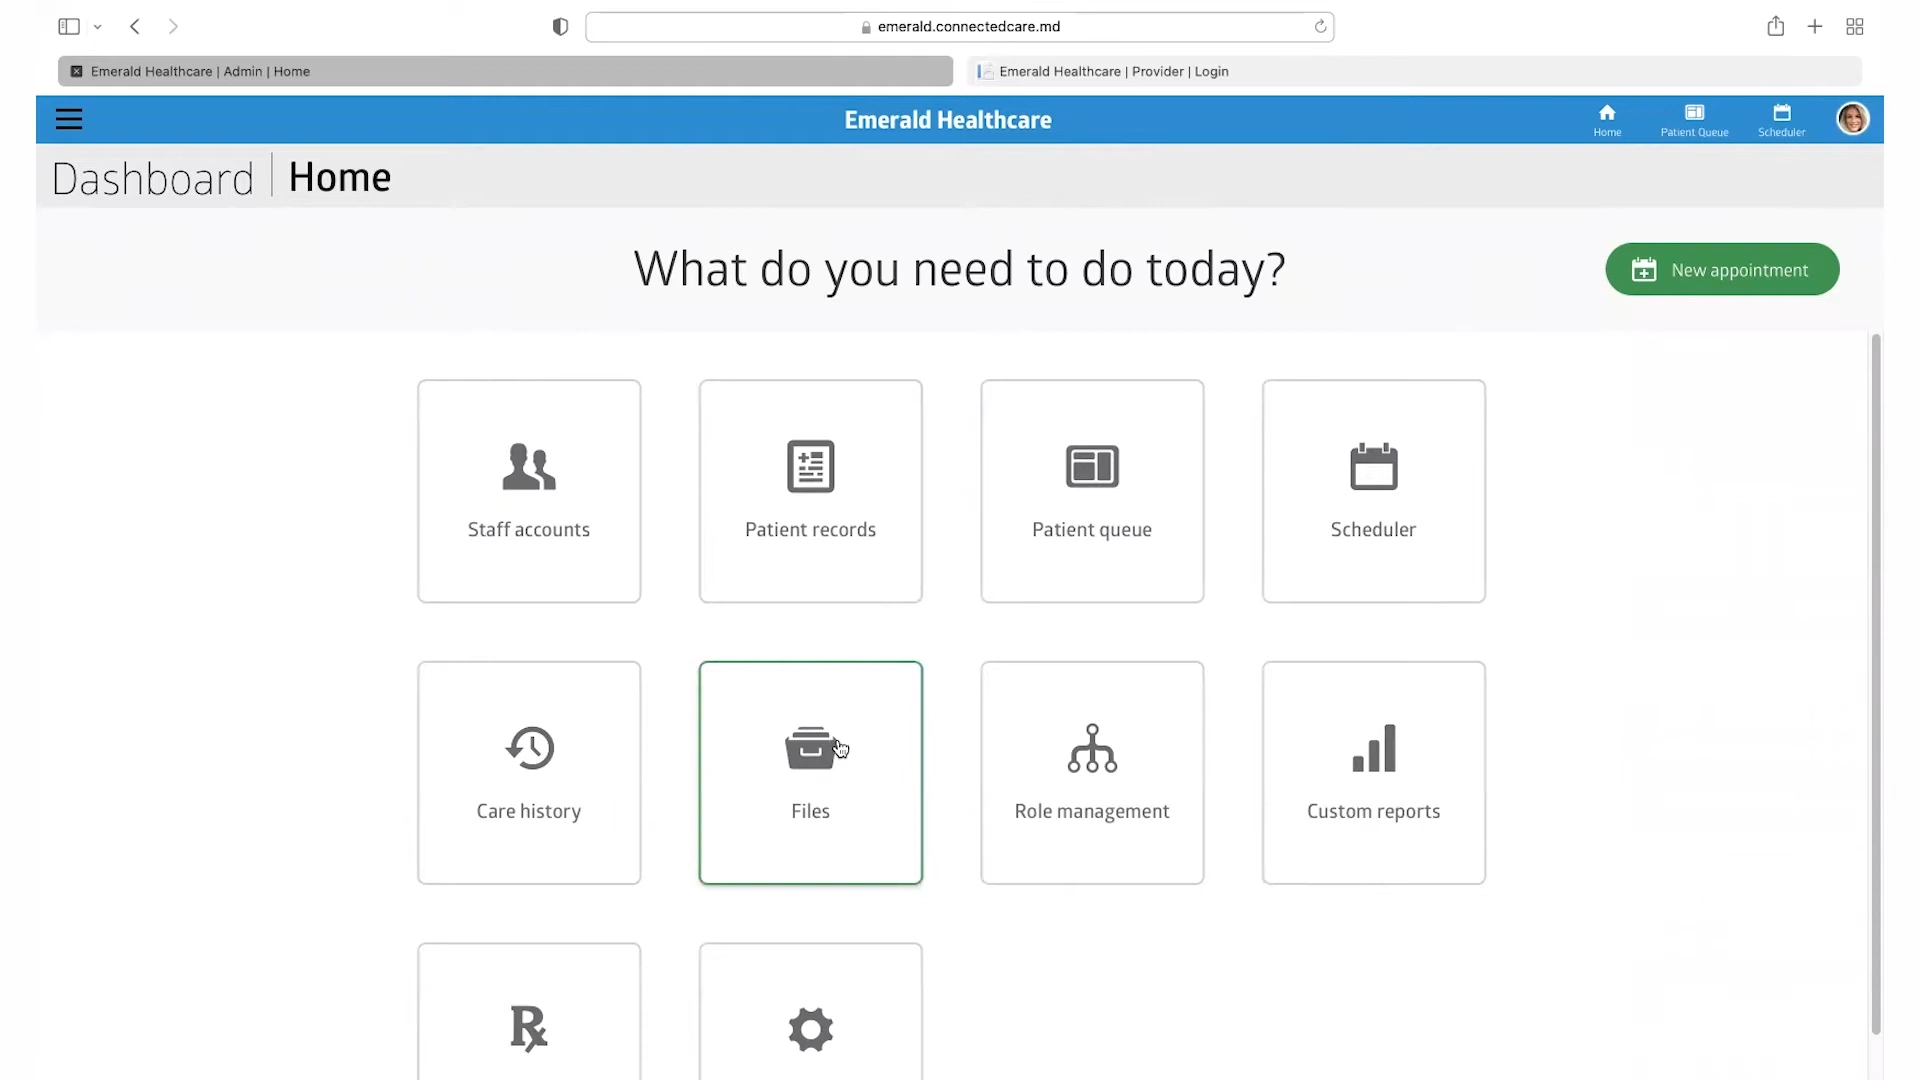 emerald.connectedcare.md
Emerald Healthcare | Admin | Home
Emerald Healthcare | Provider | Login
Emerald Healthcare
Home
Patient Queue
Scheduler
Dashboard
Home
What do you need to do today?
New appointment
Staff accounts
Patient records
Patient queue
Scheduler
Care history
Files
Role management
Custom reports